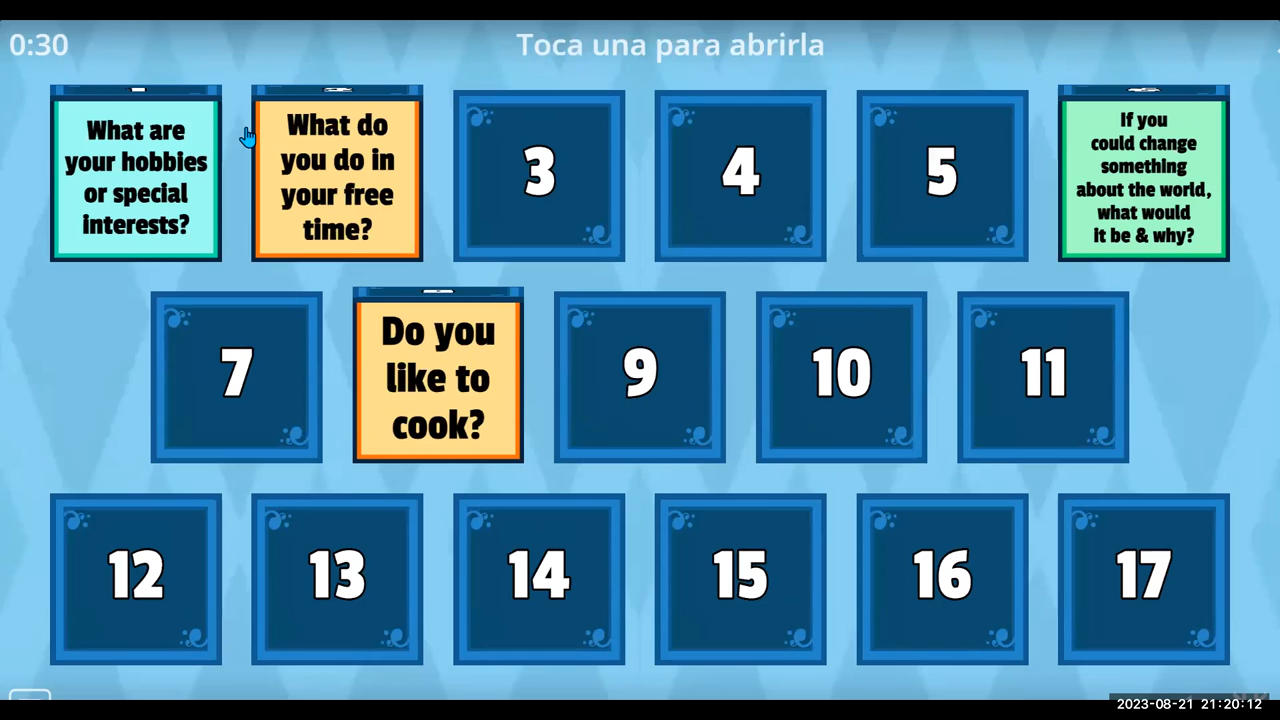 0:30
Toca una para abrirla
What are
your hobbies
or special
interests?
What do
you do in
your free
time?
3
4
5
If you
could change
something
about the world,
what would
it be & why?
7
Do you
like to
cook?
9
10
11
12
13
14
15
16
17
2023-08-21 21:20:12